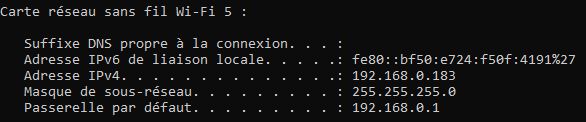 Carte réseau sans fil Wi-Fi 5 :
Suffixe DNS propre à la connexion. . . :
Adresse IPv6 de liaison locale. . . . .: fe80::bf50:e724:f50f:4191%27
Adresse IPv4. . . . . . . . . . . . . .: 192.168.0.183
Masque de sous-réseau. . . . . . . . . : 255.255.255.0
Passerelle par défaut. . . . . . . . . : 192.168.0.1